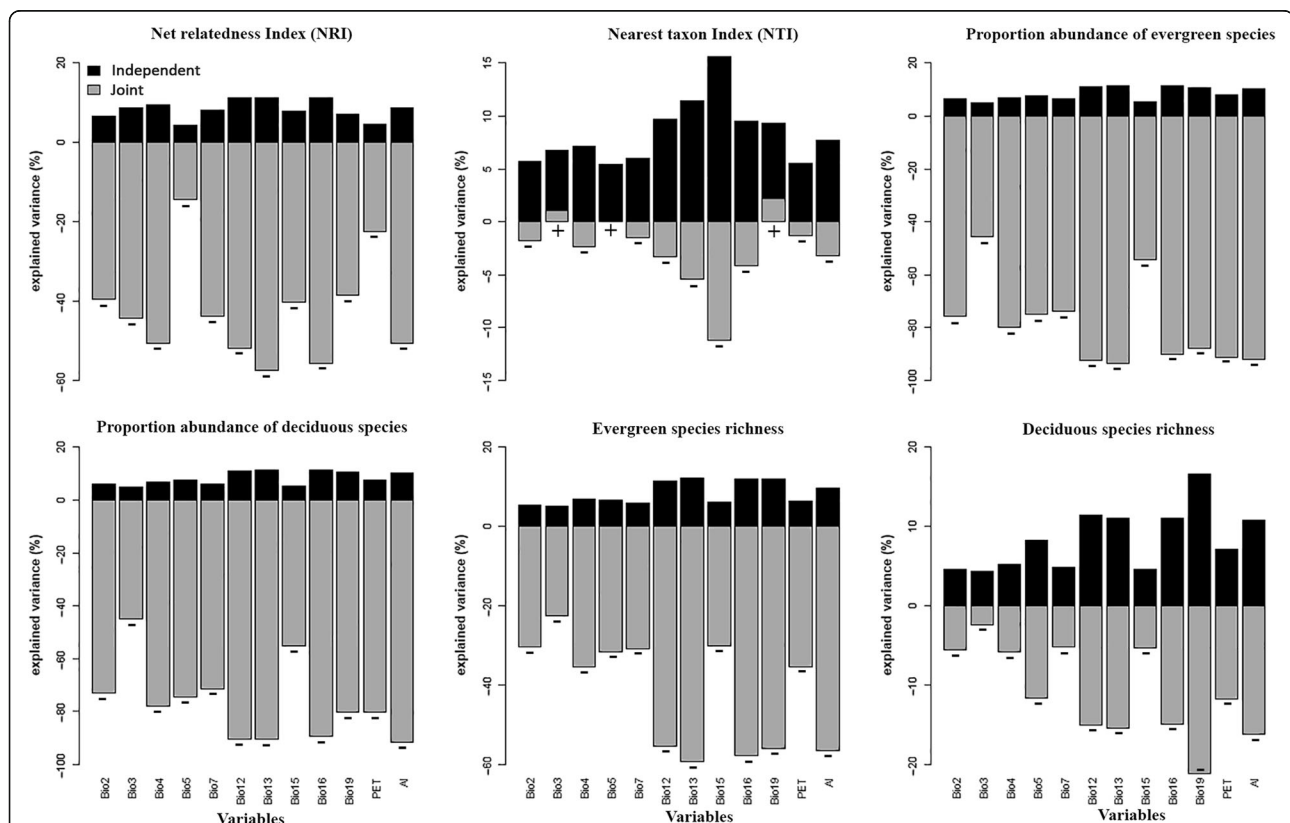 Net relatedness Index (NRI)
Independent
Joint
explained variance (%)
20
0
−20
−40
−60
- - - - - - - - - - - -
Nearest taxon Index (NTI)
explained variance (%)
15
10
5
0
−5
−10
−15
- + - + - - - - - + - -
Proportion abundance of evergreen species
explained variance (%)
20
0
−20
−40
−60
−80
−100
- - - - - - - - - - - -
Proportion abundance of deciduous species
explained variance (%)
20
0
−20
−40
−60
−80
−100
- - - - - - - - - - - -
Bio2 Bio3 Bio4 Bio5 Bio7 Bio12 Bio13 Bio15 Bio16 Bio19 PET AI
Variables
Evergreen species richness
explained variance (%)
20
0
−20
−40
−60
- - - - - - - - - - - -
Bio2 Bio3 Bio4 Bio5 Bio7 Bio12 Bio13 Bio15 Bio16 Bio19 PET AI
Variables
Deciduous species richness
explained variance (%)
20
10
0
−10
−20
- - - - - - - - - - - -
Bio2 Bio3 Bio4 Bio5 Bio7 Bio12 Bio13 Bio15 Bio16 Bio19 PET AI
Variables